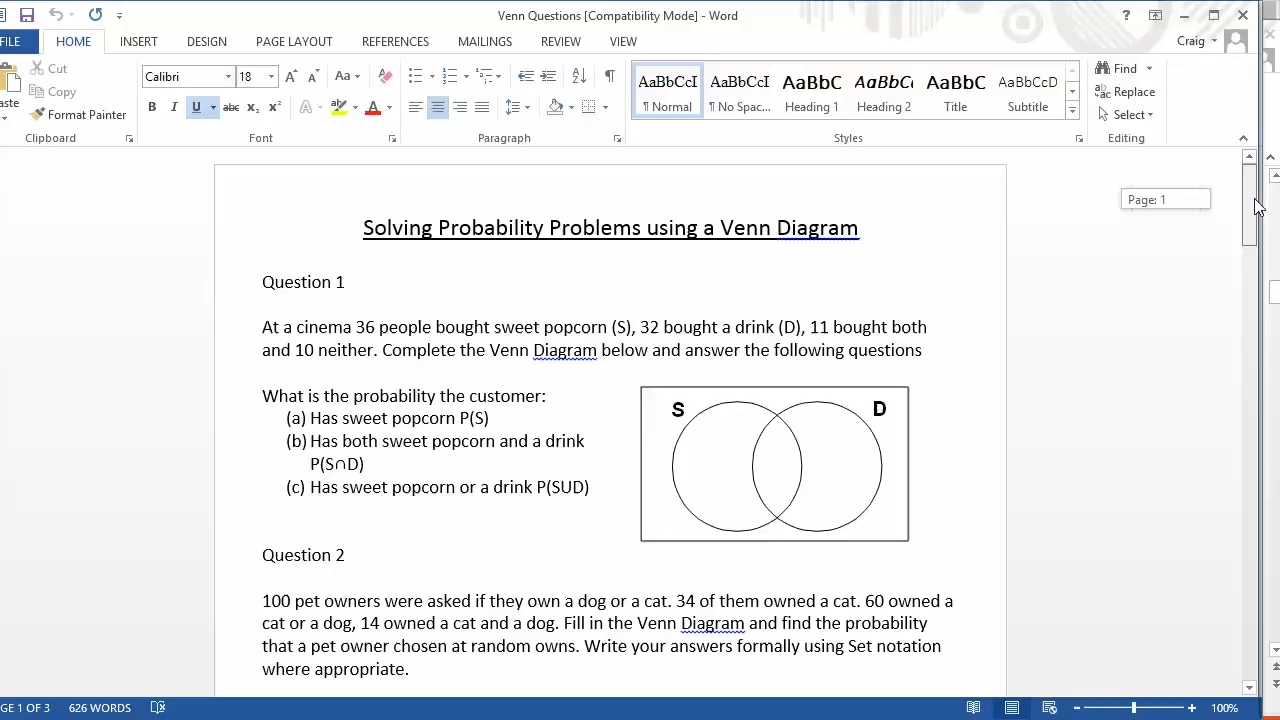 Venn Questions [Compatibility Mode] - Word
FILE HOME INSERT DESIGN PAGE LAYOUT REFERENCES MAILINGS REVIEW VIEW
Craig
Cut
Copy
Format Painter
Clipboard
Calibri 18
Font
Paragraph
AaBbCcI AaBbCcI AaBbC AaBbCc AaBbC AaBbCcD
¶ Normal ¶ No Spac... Heading 1 Heading 2 Title Subtitle
Styles
Find
Replace
Select
Editing
Page: 1
Solving Probability Problems using a Venn Diagram
Question 1
At a cinema 36 people bought sweet popcorn (S), 32 bought a drink (D), 11 bought both
and 10 neither. Complete the Venn Diagram below and answer the following questions
What is the probability the customer:
(a) Has sweet popcorn P(S)
(b) Has both sweet popcorn and a drink
P(S∩D)
(c) Has sweet popcorn or a drink P(SUD)
S D
Question 2
100 pet owners were asked if they own a dog or a cat. 34 of them owned a cat. 60 owned a
cat or a dog, 14 owned a cat and a dog. Fill in the Venn Diagram and find the probability
that a pet owner chosen at random owns. Write your answers formally using Set notation
where appropriate.
GE 1 OF 3 626 WORDS 100%